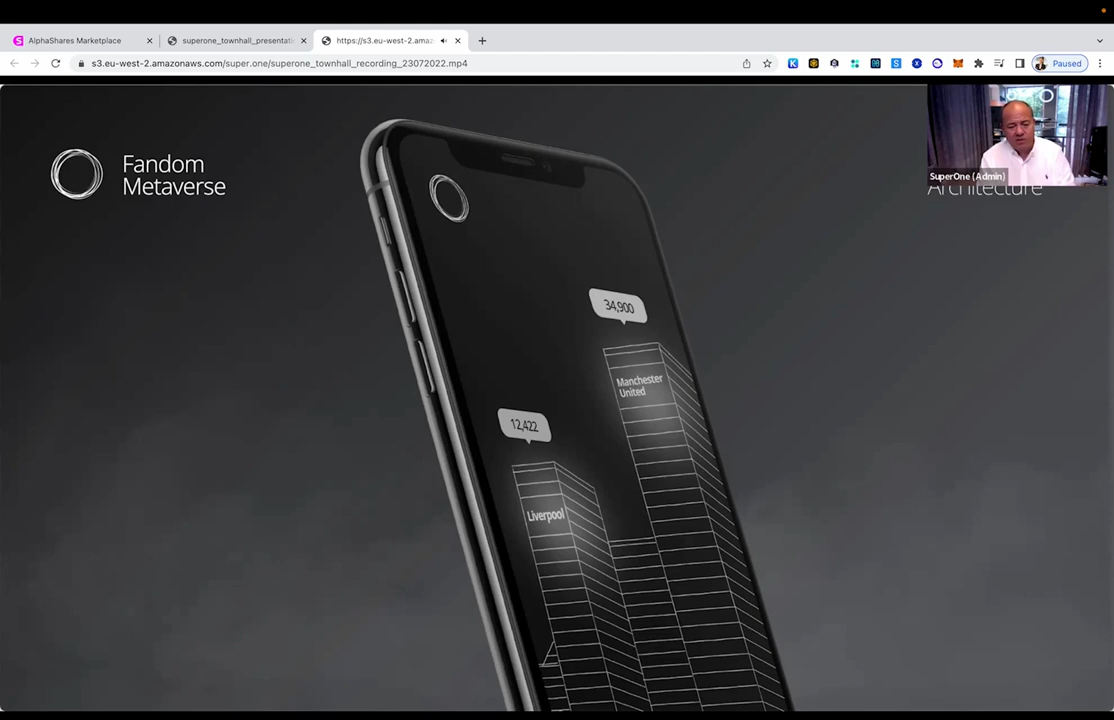 AlphaShares Marketplace
superone_townhall_presentati
https://s3.eu-west-2.amaz
s3.eu-west-2.amazonaws.com/super.one/superone_townhall_recording_23072022.mp4
Paused
Fandom
Metaverse
SuperOne (Admin)
Architecture
34,900
Manchester
United
12,422
Liverpool